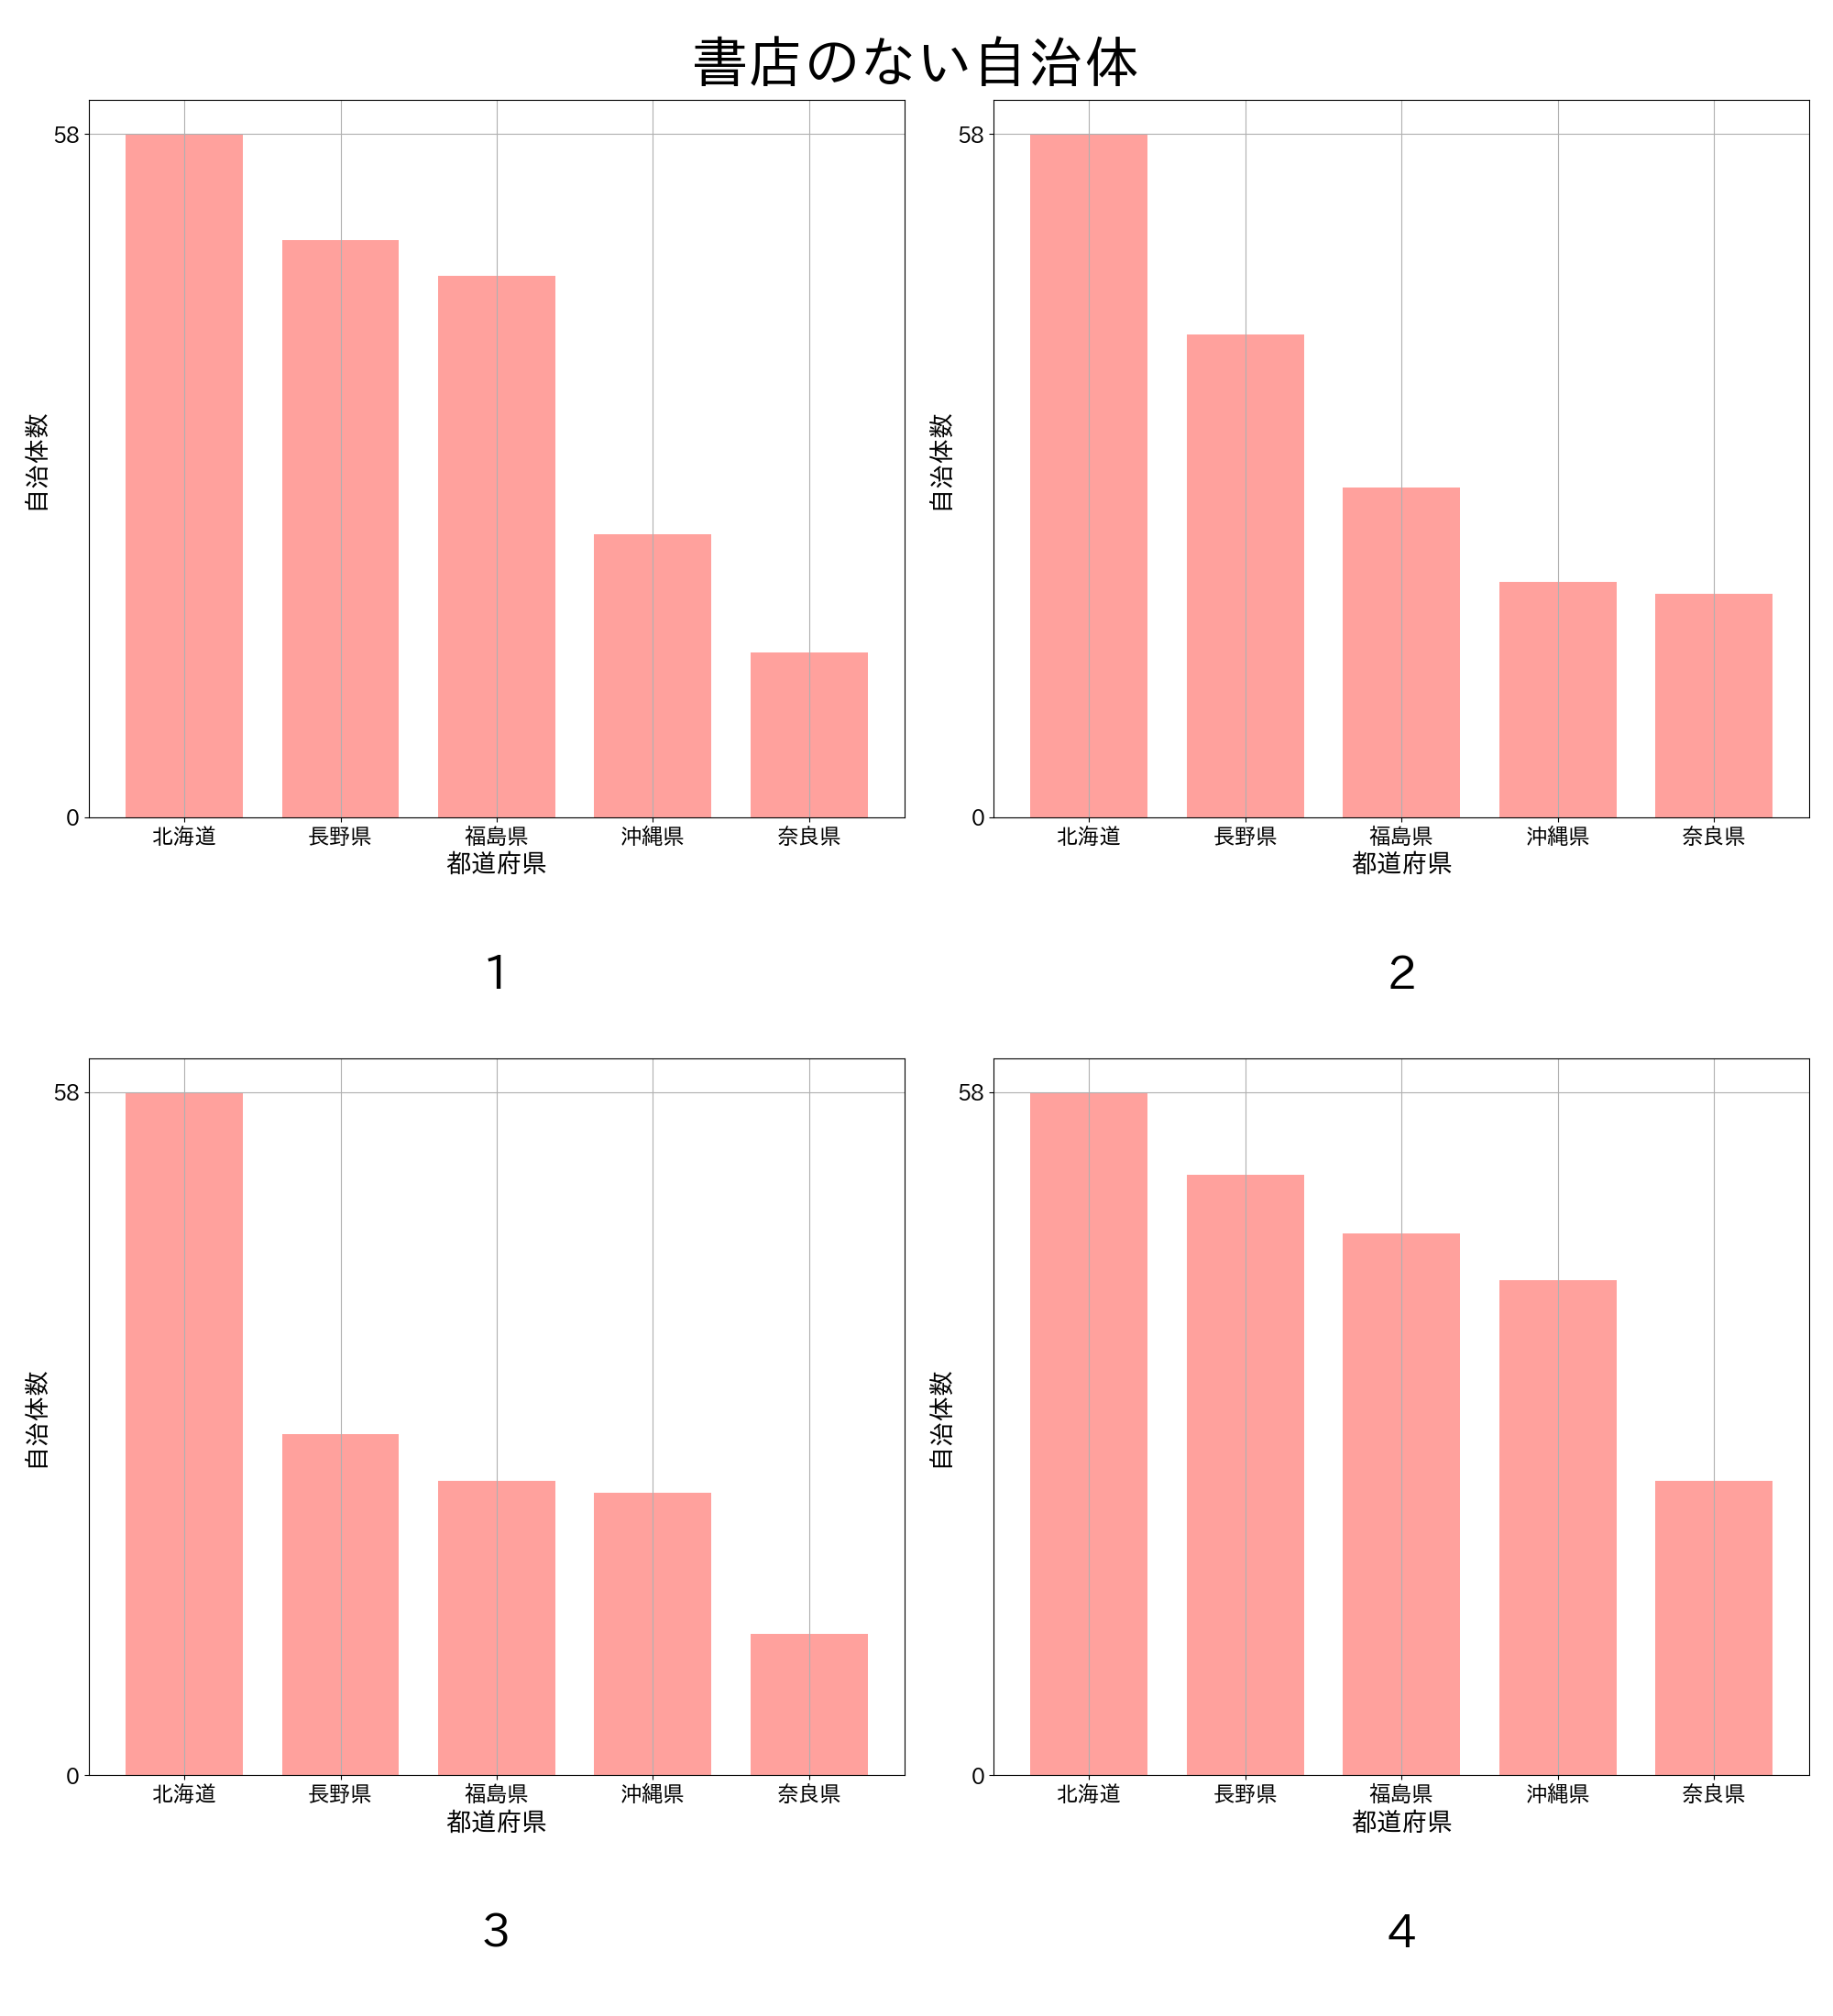 書店のない自治体
58
0
自治体数
北海道 長野県 福島県 沖縄県 奈良県
都道府県
1
58
0
自治体数
北海道 長野県 福島県 沖縄県 奈良県
都道府県
2
58
0
自治体数
北海道 長野県 福島県 沖縄県 奈良県
都道府県
3
58
0
自治体数
北海道 長野県 福島県 沖縄県 奈良県
都道府県
4